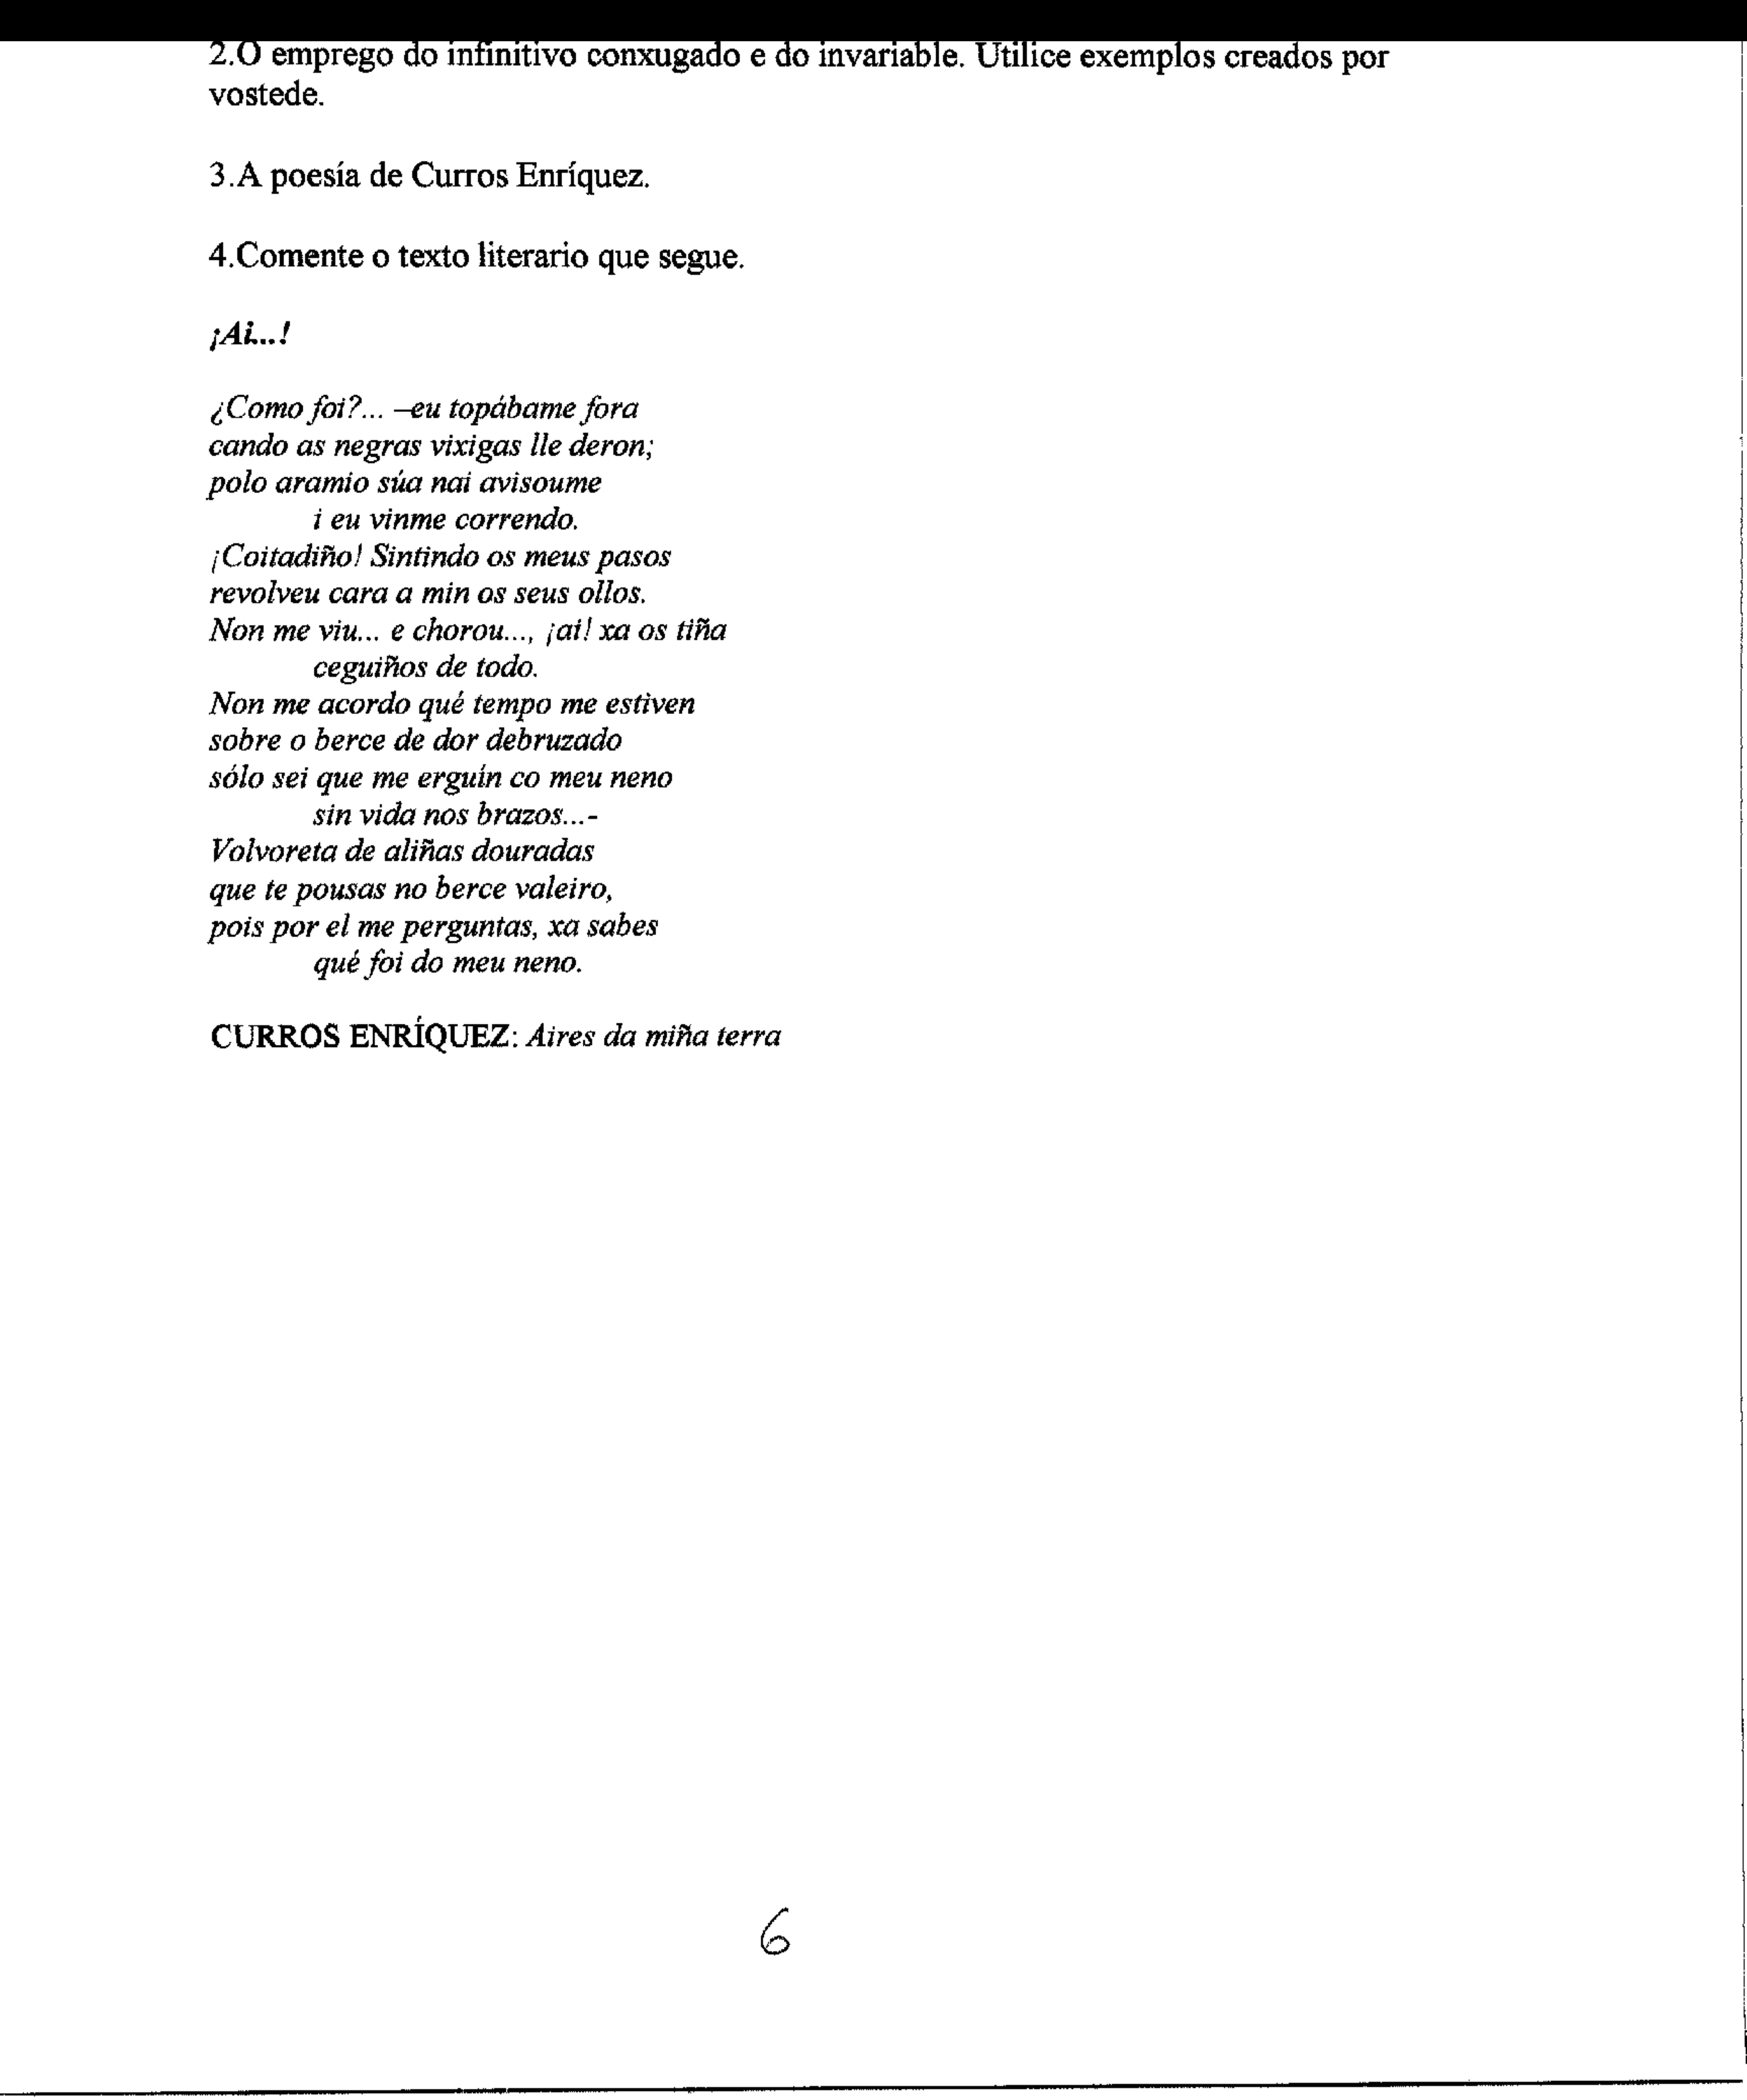 2.O emprego do infinitivo conxugado e do invariable. Utilice exemplos creados por
vostede.
3.A poesía de Curros Enríquez.
4.Comente o texto literario que segue.
¡Ai...!
¿Como foi?... –eu topábame fora
cando as negras vixigas lle deron;
polo aramio súa nai avisoume
i eu vinme correndo.
¡Coitadiño! Sintindo os meus pasos
revolveu cara a min os seus ollos.
Non me viu... e chorou..., ¡ai! xa os tiña
ceguiños de todo.
Non me acordo qué tempo me estiven
sobre o berce de dor debruzado
sólo sei que me erguín co meu neno
sin vida nos brazos...-
Volvoreta de aliñas douradas
que te pousas no berce valeiro,
pois por el me perguntas, xa sabes
qué foi do meu neno.
CURROS ENRÍQUEZ: Aires da miña terra
6